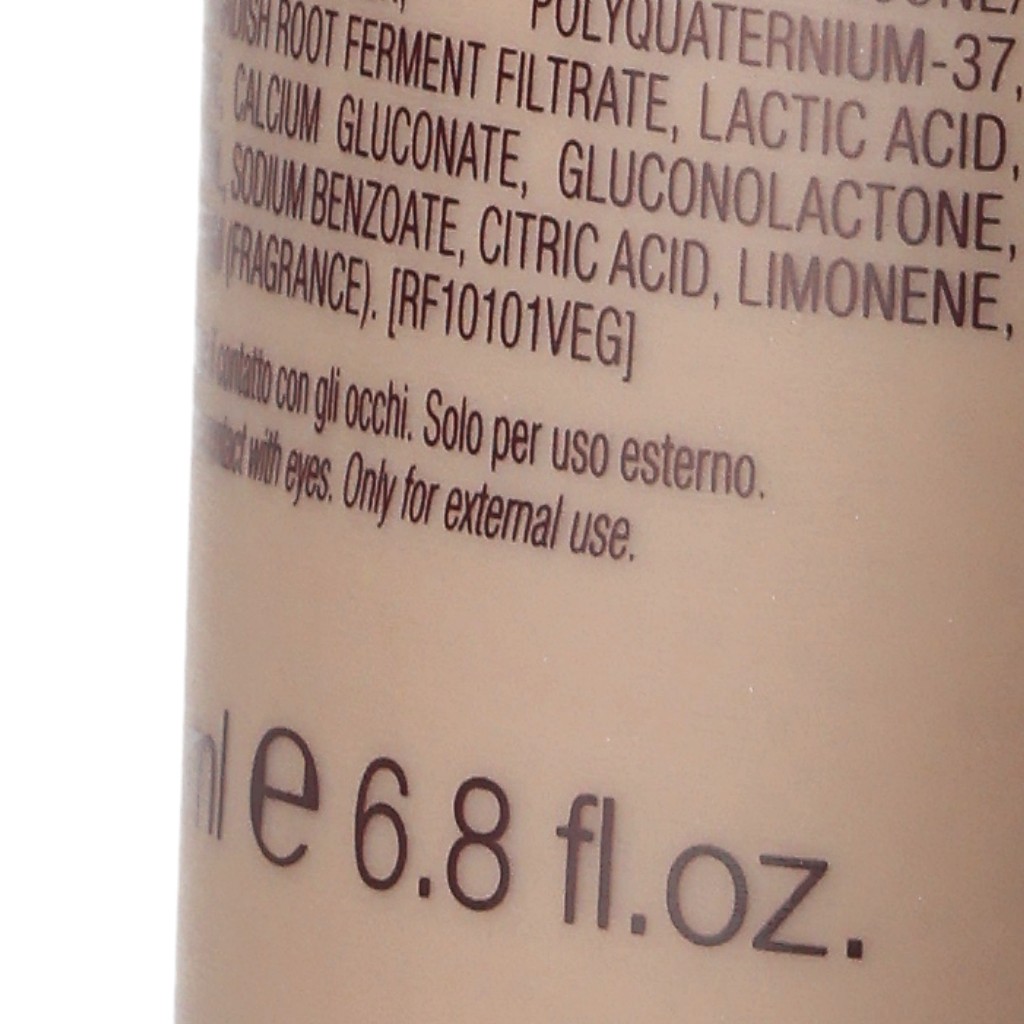 POLYQUATERNIUM-37,
ROOT FERMENT FILTRATE, LACTIC ACID,
CALCIUM GLUCONATE, GLUCONOLACTONE,
SODIUM BENZOATE, CITRIC ACID, LIMONENE,
(FRAGRANCE). [RF10101VEG]
contatto con gli occhi. Solo per uso esterno.
with eyes. Only for external use.
ml e 6.8 fl.oz.